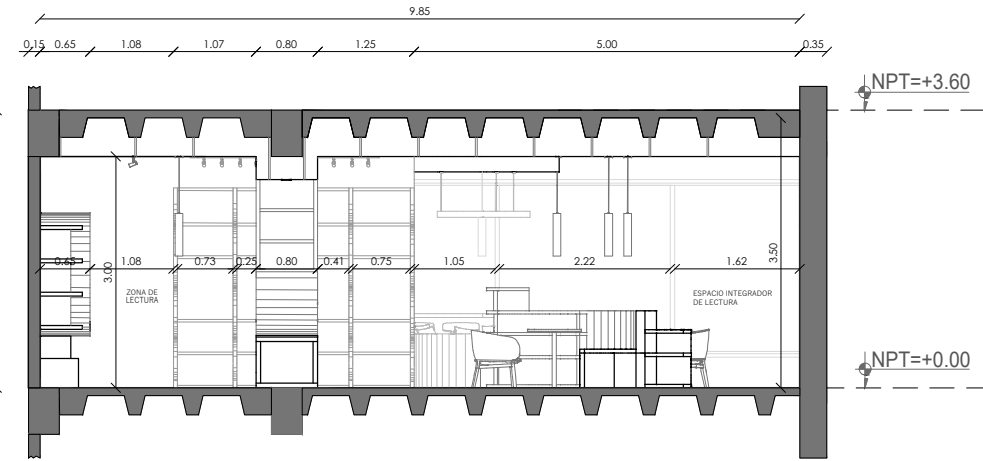 9.85
0.15 0.65 1.08 1.07 0.80 1.25 5.00 0.35
NPT=+3.60
3.50
0.65 1.08 0.73 0.25 0.80 0.41 0.75 1.05 2.22 1.62
3.00
ZONA DE
LECTURA
ESPACIO INTEGRADOR
DE LECTURA
NPT=+0.00